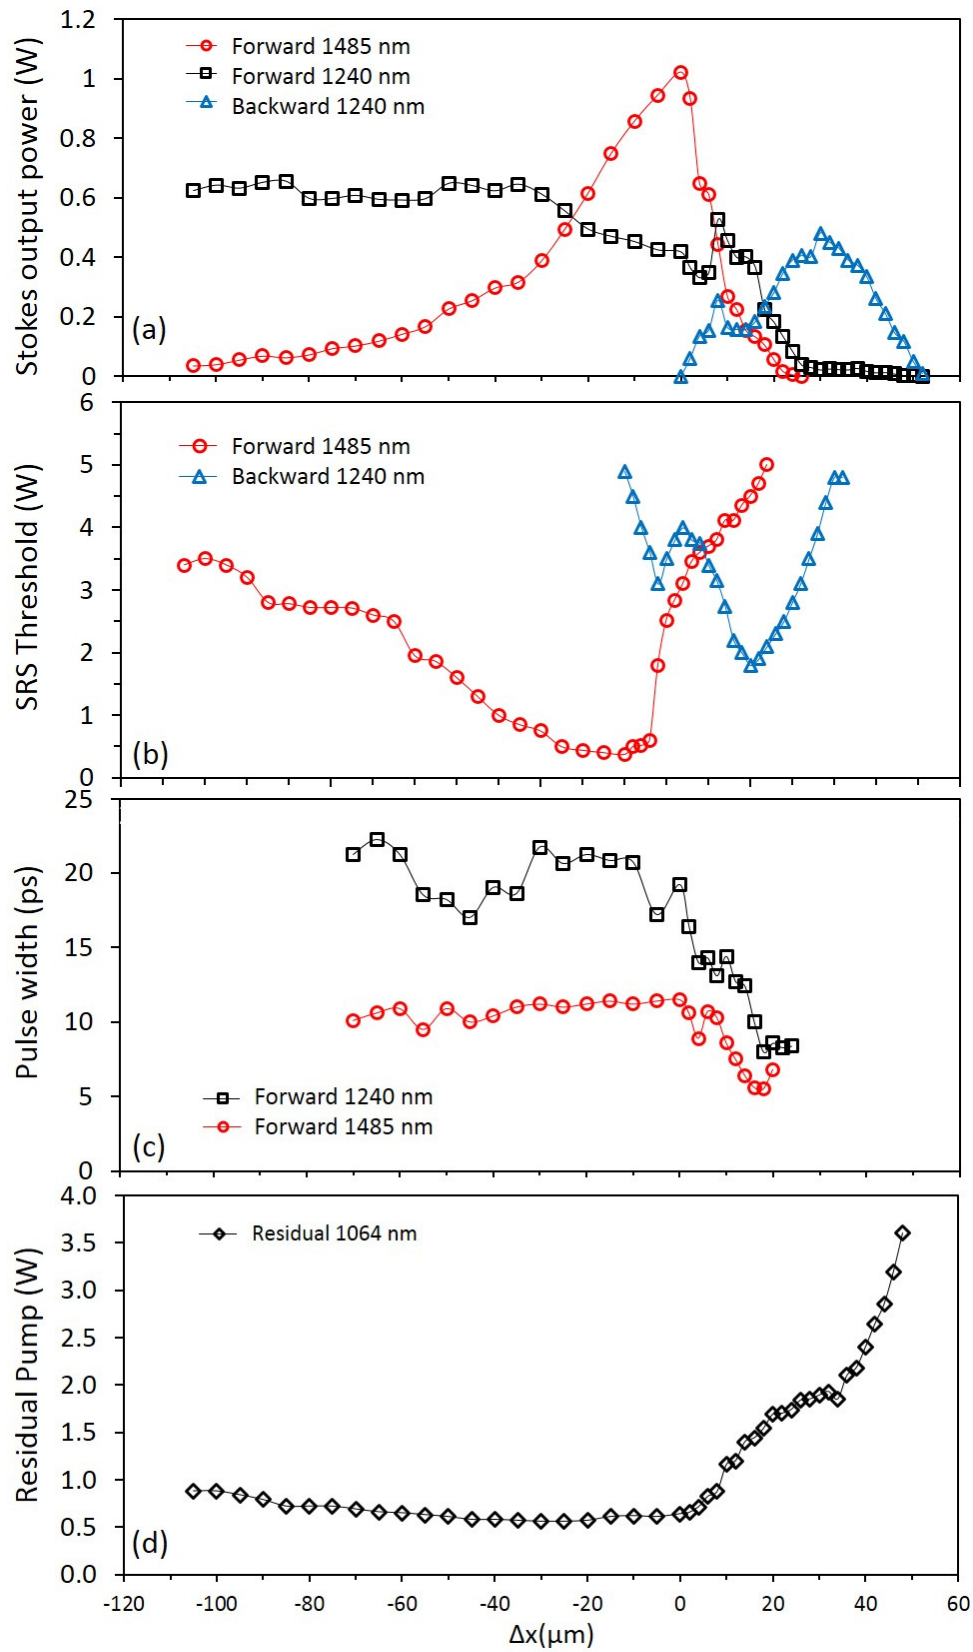 Stokes output power (W)
1.2
1
0.8
0.6
0.4
0.2
0
Forward 1485 nm
Forward 1240 nm
Backward 1240 nm
(a)
SRS Threshold (W)
6
5
4
3
2
1
0
Forward 1485 nm
Backward 1240 nm
(b)
Pulse width (ps)
25
20
15
10
5
0
Forward 1240 nm
Forward 1485 nm
(c)
Residual Pump (W)
4.0
3.5
3.0
2.5
2.0
1.5
1.0
0.5
0.0
Residual 1064 nm
(d)
-120 -100 -80 -60 -40 -20 0 20 40 60
Δx(μm)